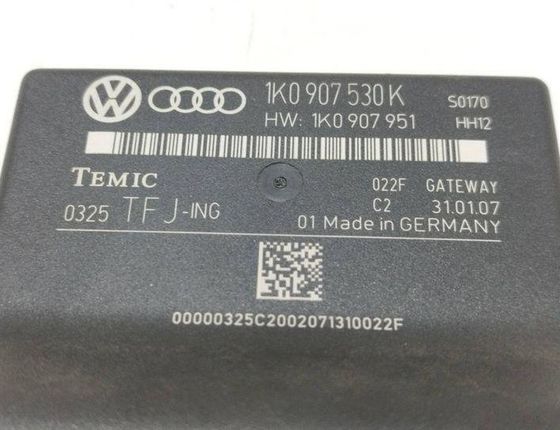 1K0 907 530 K S0170
HW: 1K0 907 951 HH12
TEMIC 022F GATEWAY
0325 TFJ-ING C2 31.01.07
01 Made in GERMANY
00000325C2002071310022F